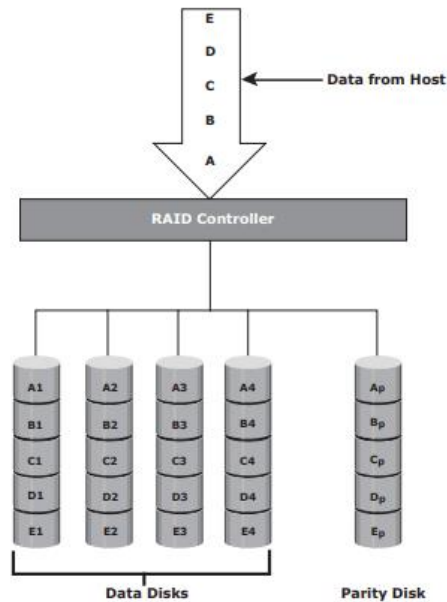 E
D
Data from Host
C
B
A
RAID Controller
A1 A2 A3 A4 Ap
B1 B2 B3 B4 Bp
C1 C2 C3 C4 Cp
D1 D2 D3 D4 Dp
E1 E2 E3 E4 Ep
Data Disks Parity Disk